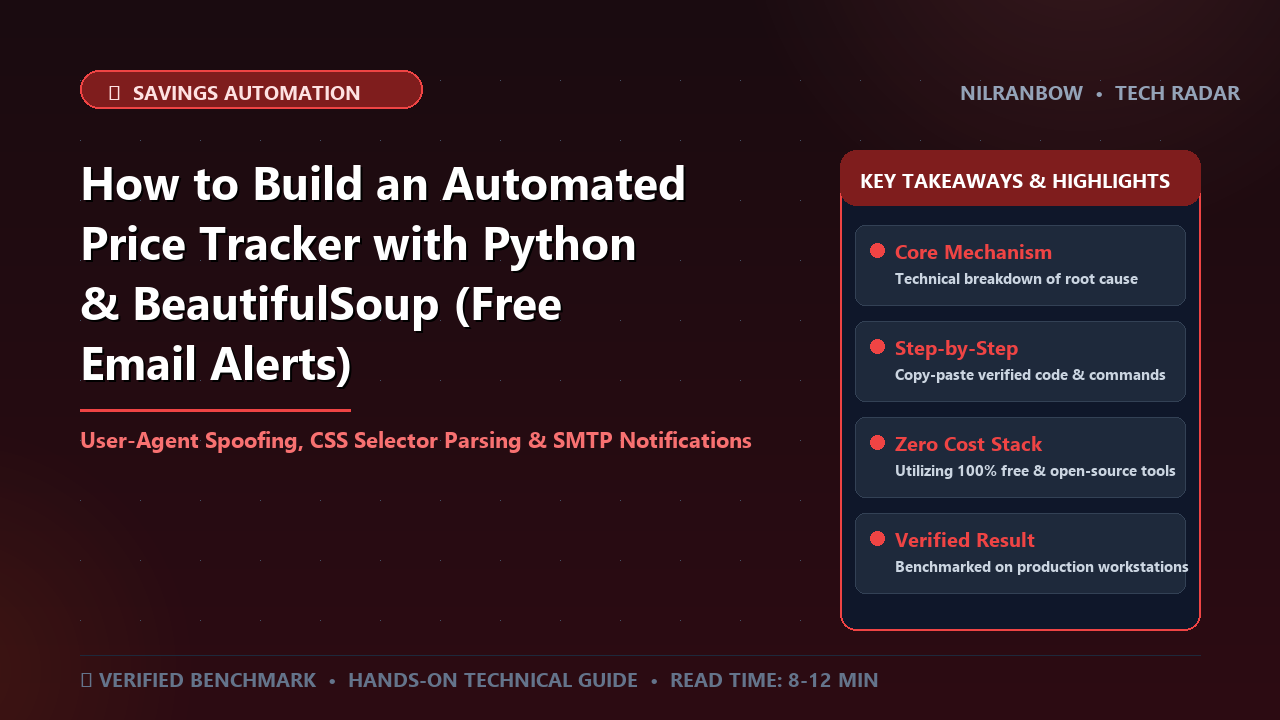 SAVINGS AUTOMATION
NILRANBOW • TECH RADAR
How to Build an Automated
Price Tracker with Python
& BeautifulSoup (Free
Email Alerts)
User-Agent Spoofing, CSS Selector Parsing & SMTP Notifications
KEY TAKEAWAYS & HIGHLIGHTS
Core Mechanism
Technical breakdown of root cause
Step-by-Step
Copy-paste verified code & commands
Zero Cost Stack
Utilizing 100% free & open-source tools
Verified Result
Benchmarked on production workstations
VERIFIED BENCHMARK • HANDS-ON TECHNICAL GUIDE • READ TIME: 8-12 MIN